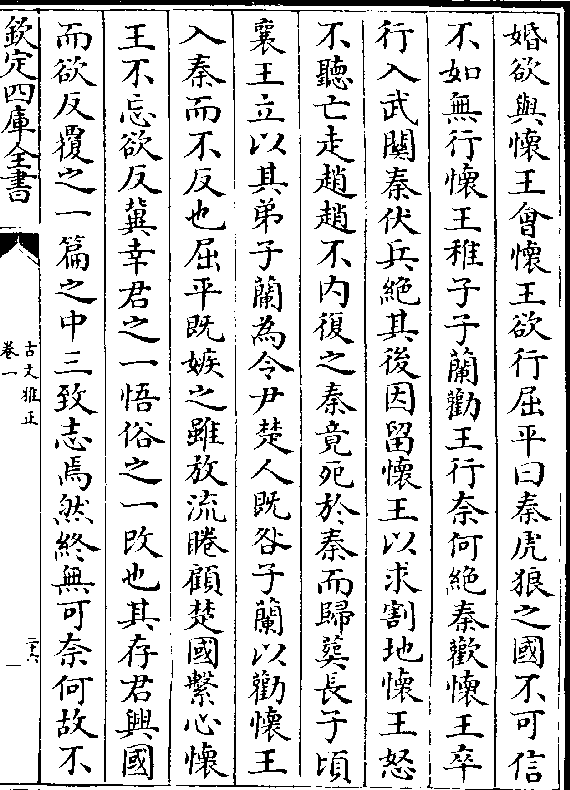 婚欲與懷王會懷王欲行屈平曰秦虎狼之國不可信
不如無行懷王稚子子蘭勸王行奈何絶秦歡懷王卒
行入武關秦伏兵絶其後因留懷王以求割地懷王怒
不聽亡走趙趙不内復之秦竟死於秦而歸葬長子頃
襄王立以其弟子蘭為令尹楚人既咎子蘭以勸懷王
入秦而不反也屈平既嫉之雖放流睠顧楚國繫心懷
王不忘欲反冀幸君之一悟俗之一改也其存君興國
而欲反覆之一篇之中三致志焉然終無可奈何故不
欽定四庫全書
古文雅正
卷一